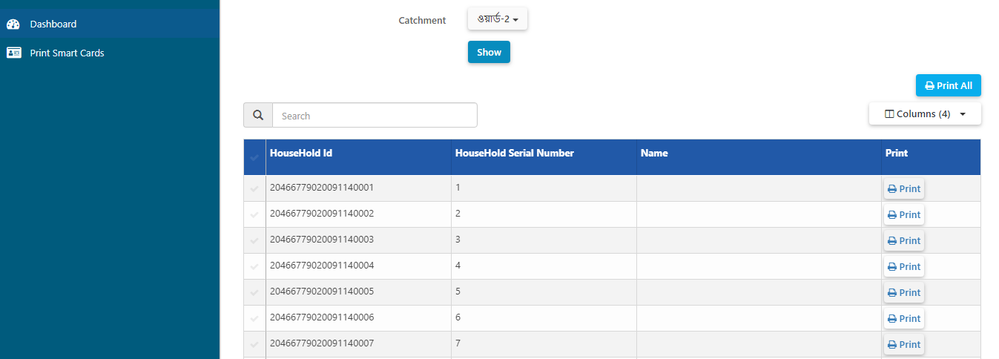 Dashboard
Print Smart Cards
Catchment ওয়ার্ড-2
Show
Print All
Search
Columns (4)
HouseHold Id HouseHold Serial Number Name Print
20466779020091140001 1 Print
20466779020091140002 2 Print
20466779020091140003 3 Print
20466779020091140004 4 Print
20466779020091140005 5 Print
20466779020091140006 6 Print
20466779020091140007 7 Print